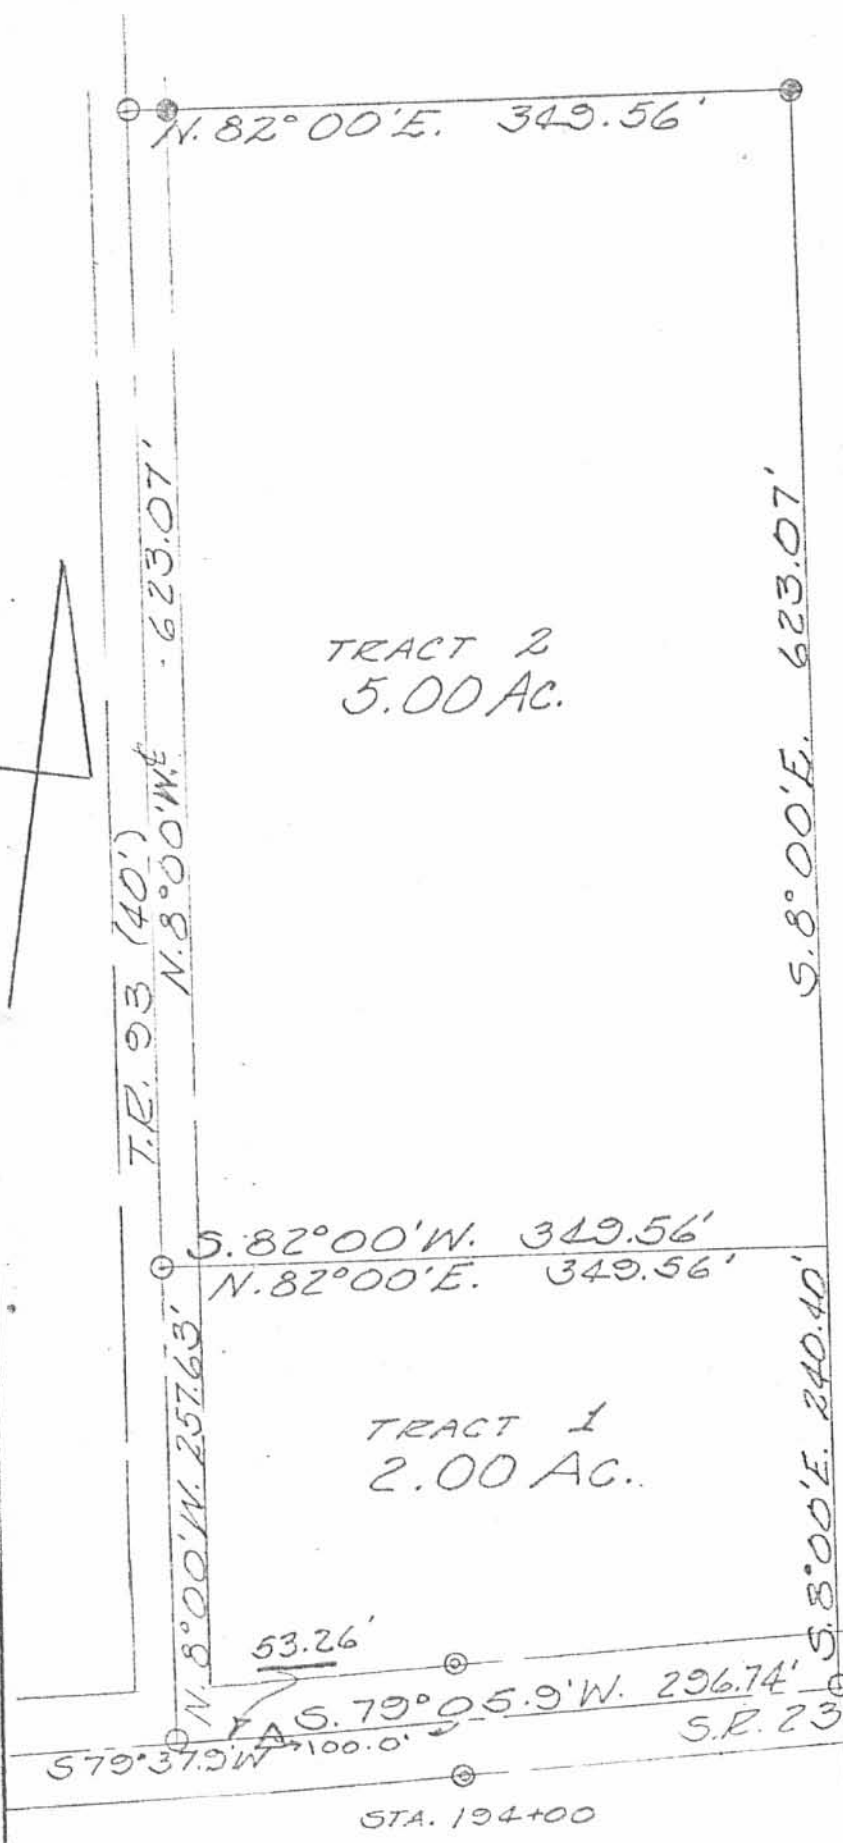 N. 82° 00' E. 349.56'
N. 8° 00' W. 623.07'
TRACT 2
5.00 AC.
S. 8° 00' E. 623.07'
T.R. 93 (40')
S. 82° 00' W. 349.56'
N. 82° 00' E. 349.56'
N. 8° 00' W. 257.63'
TRACT 1
2.00 AC.
S. 8° 00' E. 240.40'
53.26'
S. 79° 05.9' W. 296.74'
S 79° 37.9' W
100.0'
S.R. 23
STA. 194+00